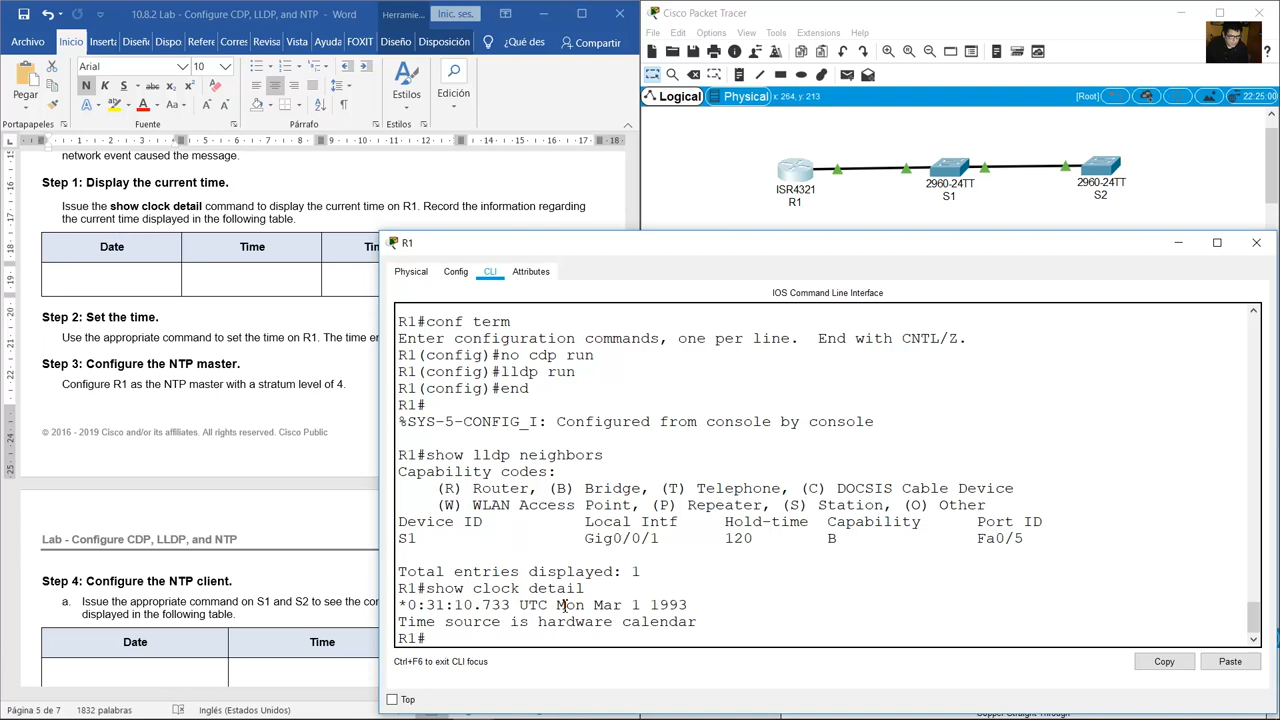 10.8.2 Lab - Configure CDP, LLDP, and NTP - Word
Herramie...
Inic. ses.
Archivo
Inicio
Insert
Diseñ
Dispo
Refere
Corres
Revisa
Vista
Ayuda
FOXIT
Diseño
Disposición
¿Qué des
Compartir
Pegar
Arial
10
N K S abc x₂ x²
Aa
Estilos
Edición
Portapapeles
Fuente
Párrafo
Estilos
network event caused the message.
Step 1: Display the current time.
Issue the show clock detail command to display the current time on R1. Record the information regarding
the current time displayed in the following table.
Date
Time
Step 2: Set the time.
Use the appropriate command to set the time on R1. The time en
Step 3: Configure the NTP master.
Configure R1 as the NTP master with a stratum level of 4.
© 2016 - 2019 Cisco and/or its affiliates. All rights reserved. Cisco Public
Lab - Configure CDP, LLDP, and NTP
Step 4: Configure the NTP client.
a. Issue the appropriate command on S1 and S2 to see the con
displayed in the following table.
Date
Time
Página 5 de 7
1832 palabras
Inglés (Estados Unidos)
Cisco Packet Tracer
File
Edit
Options
View
Tools
Extensions
Help
Logical
Physical
x: 264, y: 213
[Root]
22:25:00
ISR4321
R1
2960-24TT
S1
2960-24TT
S2
R1
Physical
Config
CLI
Attributes
IOS Command Line Interface
R1#conf term
Enter configuration commands, one per line. End with CNTL/Z.
R1(config)#no cdp run
R1(config)#lldp run
R1(config)#end
R1#
%SYS-5-CONFIG_I: Configured from console by console
R1#show lldp neighbors
Capability codes:
(R) Router, (B) Bridge, (T) Telephone, (C) DOCSIS Cable Device
(W) WLAN Access Point, (P) Repeater, (S) Station, (O) Other
Device ID Local Intf Hold-time Capability Port ID
S1 Gig0/0/1 120 B Fa0/5
Total entries displayed: 1
R1#show clock detail
*0:31:10.733 UTC Mon Mar 1 1993
Time source is hardware calendar
R1#
Ctrl+F6 to exit CLI focus
Copy
Paste
Top
Copper Straight-Through